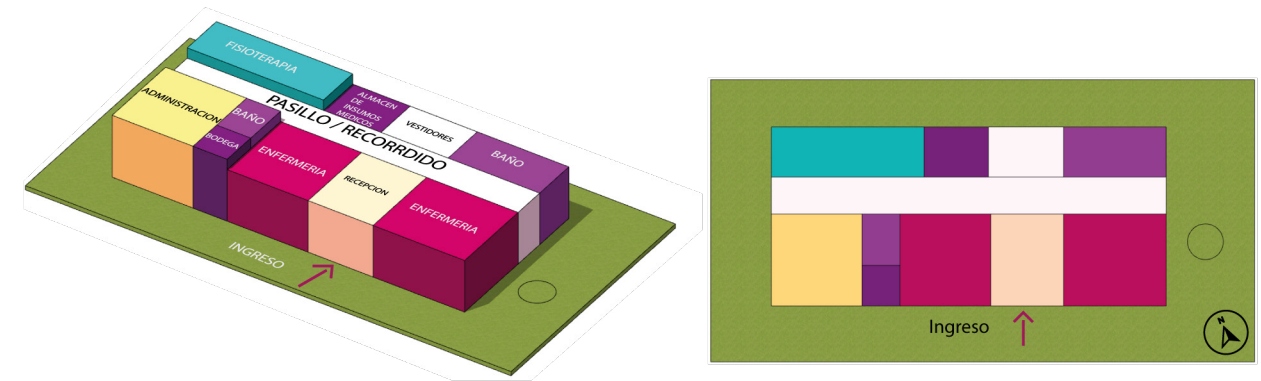 FISIOTERAPIA
ALMACEN
DE
INSUMOS
MEDICOS
VESTIDORES
BAÑO
PASILLO / RECORRDIDO
ADMINISTRACION
BAÑO
BODEGA
ENFERMERIA
RECEPCION
ENFERMERIA
INGRESO
Ingreso
N